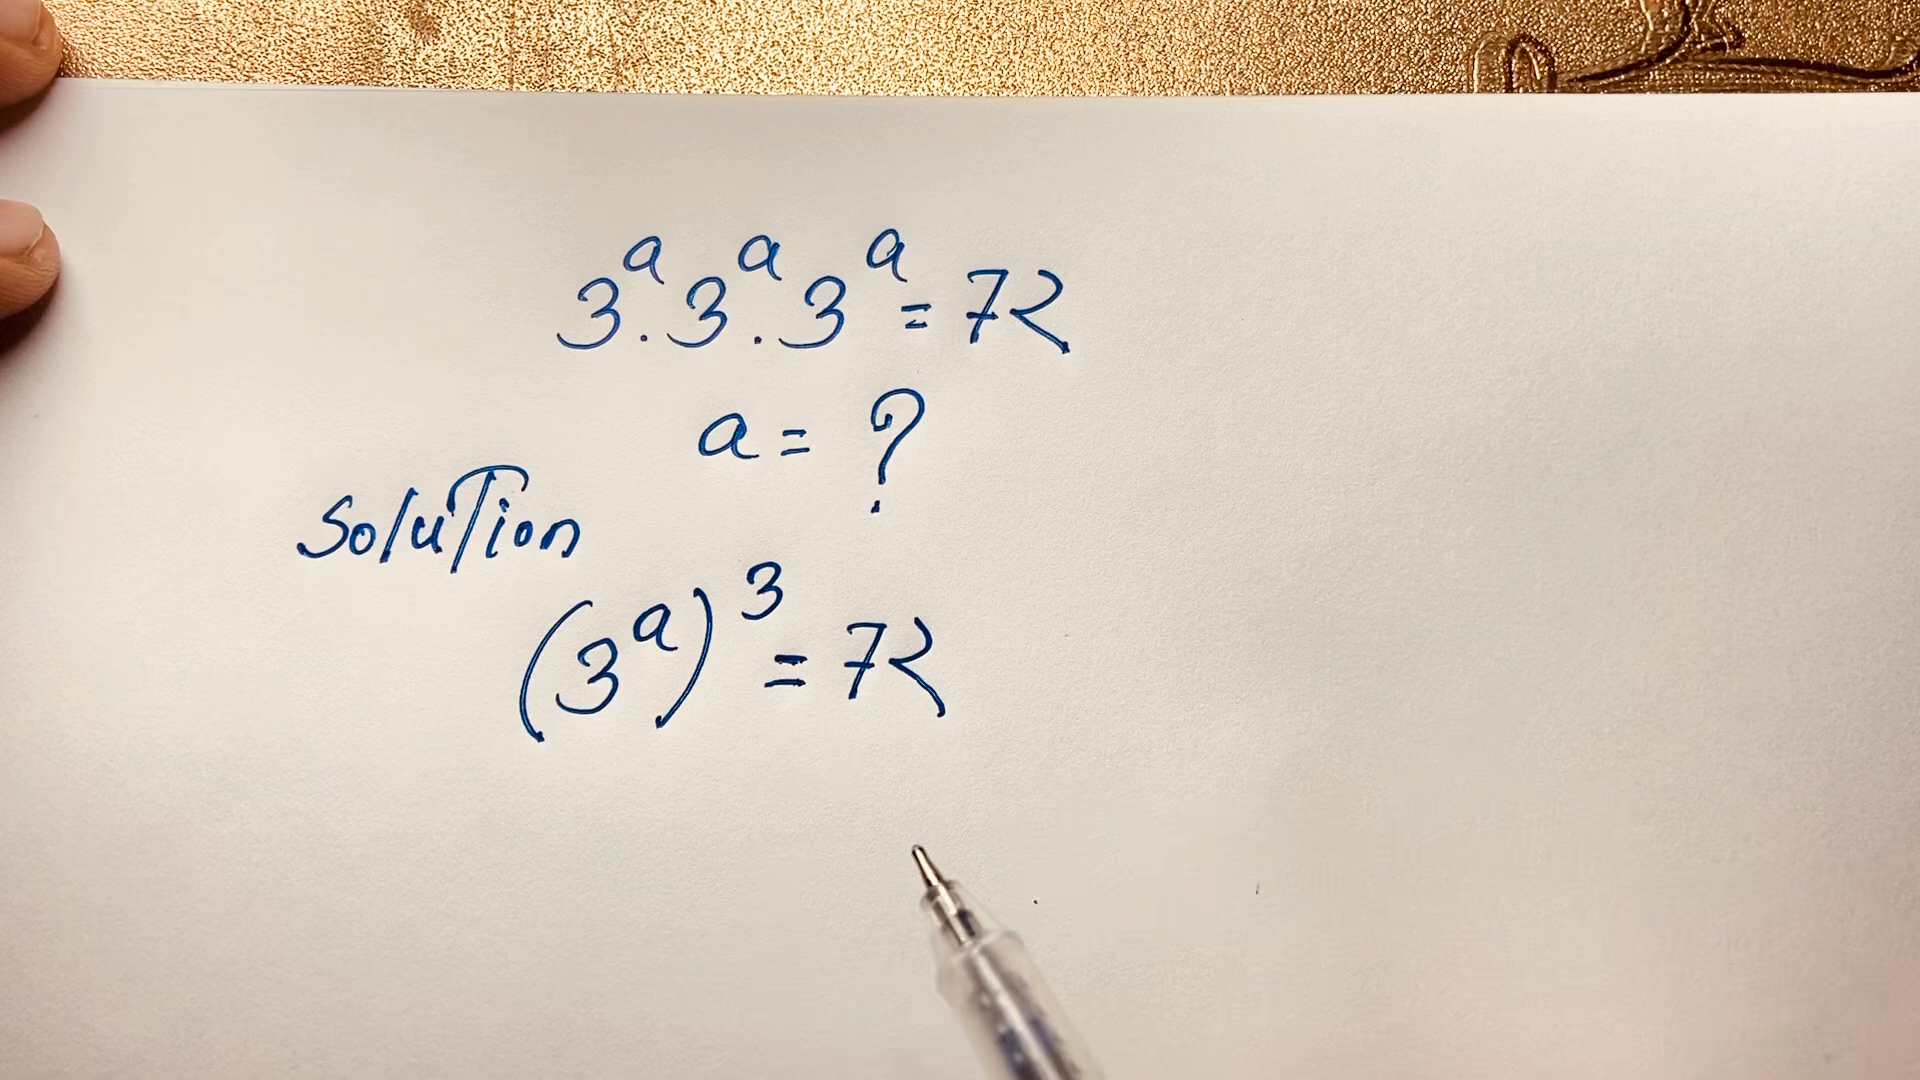 3^a . 3^a . 3^a = 72
a = ?
Solution
(3^a)^3 = 72